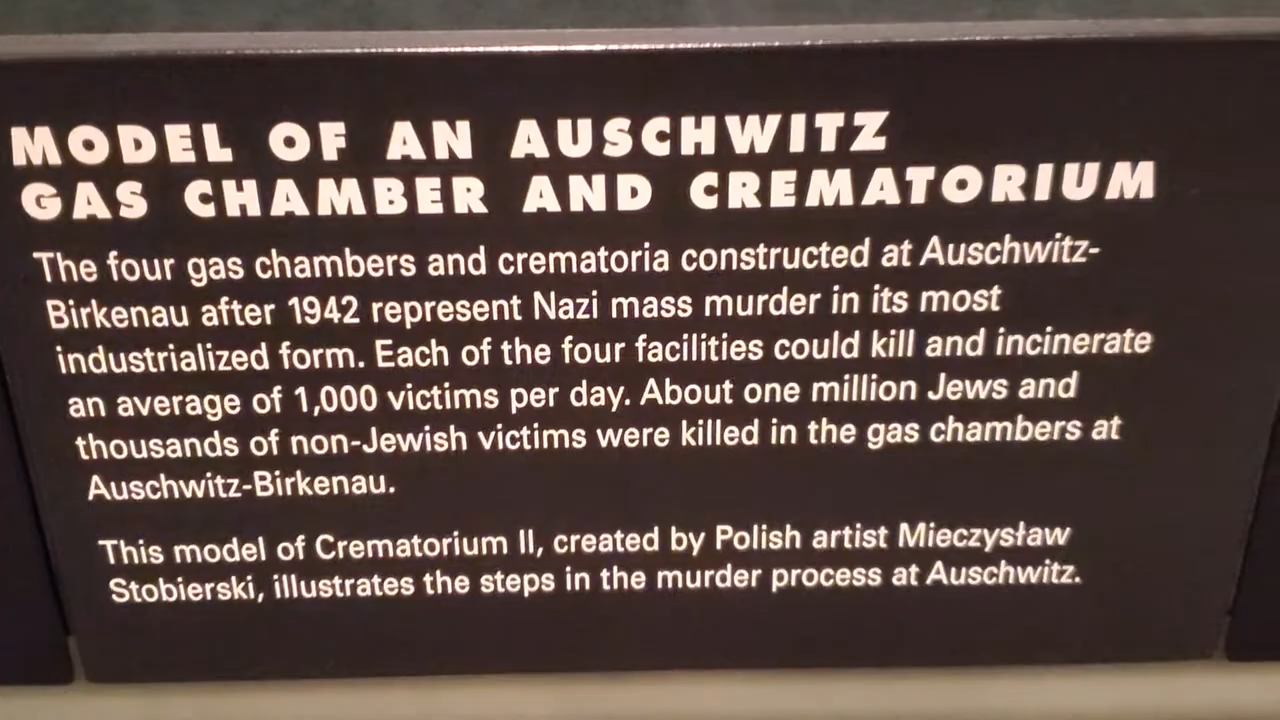 MODEL OF AN AUSCHWITZ
GAS CHAMBER AND CREMATORIUM
The four gas chambers and crematoria constructed at Auschwitz-
Birkenau after 1942 represent Nazi mass murder in its most
industrialized form. Each of the four facilities could kill and incinerate
an average of 1,000 victims per day. About one million Jews and
thousands of non-Jewish victims were killed in the gas chambers at
Auschwitz-Birkenau.
This model of Crematorium II, created by Polish artist Mieczysław
Stobierski, illustrates the steps in the murder process at Auschwitz.